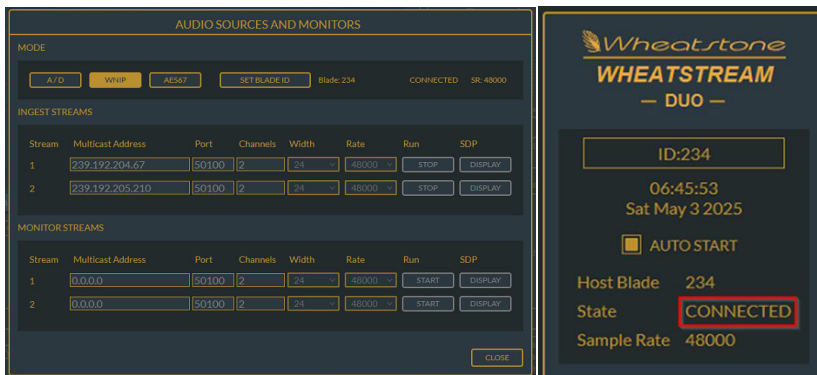 AUDIO SOURCES AND MONITORS
MODE
A/D WNIP AES67 SET BLADE ID Blade: 234 CONNECTED SR: 48000
INGEST STREAMS
Stream Multicast Address Port Channels Width Rate Run SDP
1 239.192.204.67 50100 2 24 48000 STOP DISPLAY
2 239.192.205.210 50100 2 24 48000 STOP DISPLAY
MONITOR STREAMS
Stream Multicast Address Port Channels Width Rate Run SDP
1 0.0.0.0 50100 2 24 48000 START DISPLAY
2 0.0.0.0 50100 2 24 48000 START DISPLAY
CLOSE
Wheatstone
WHEATSTREAM
— DUO —
ID:234
06:45:53
Sat May 3 2025
AUTO START
Host Blade 234
State CONNECTED
Sample Rate 48000